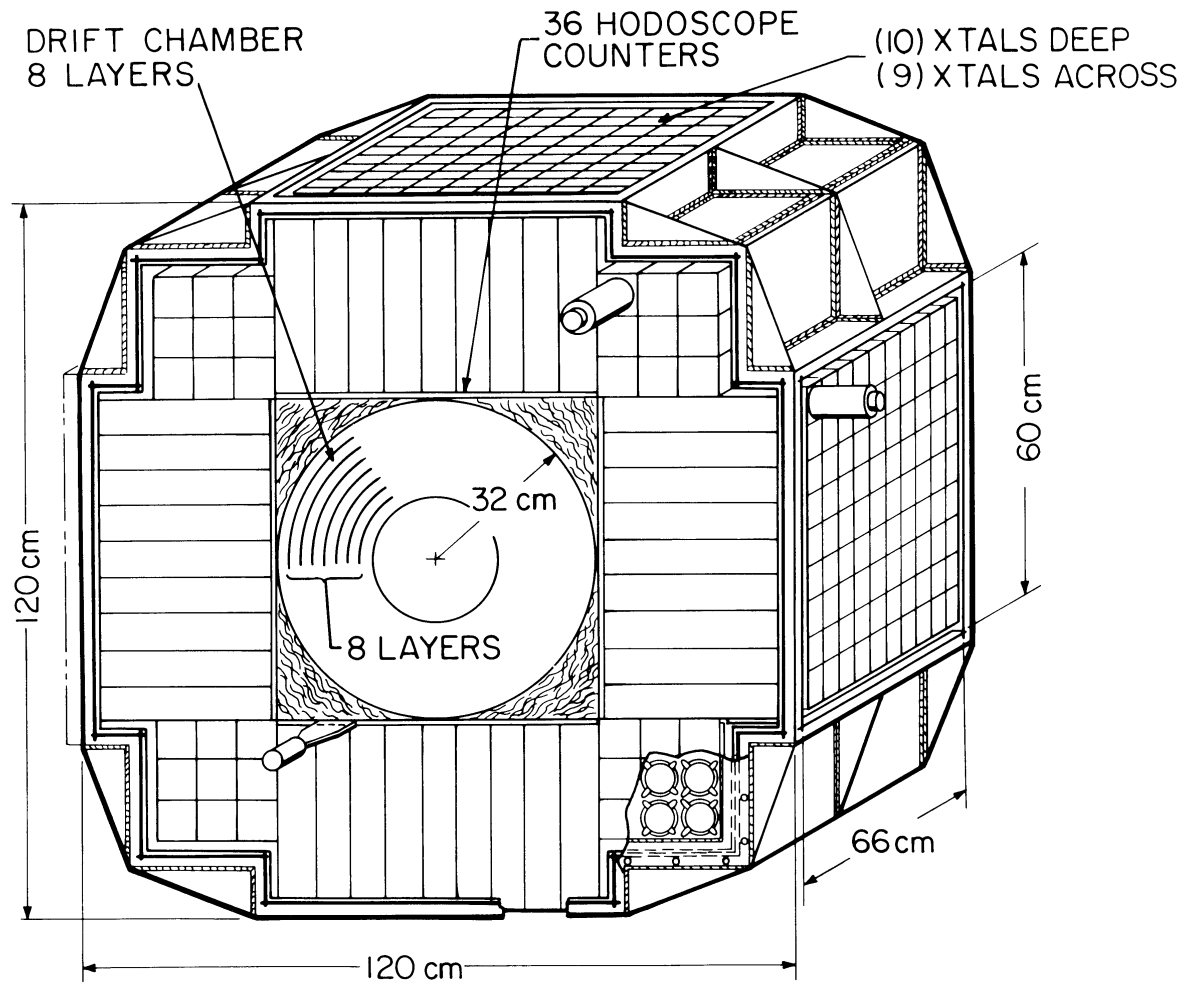 DRIFT CHAMBER
8 LAYERS
36 HODOSCOPE
COUNTERS
(10) XTALS DEEP
(9) XTALS ACROSS
120 cm
32 cm
8 LAYERS
60 cm
66 cm
120 cm